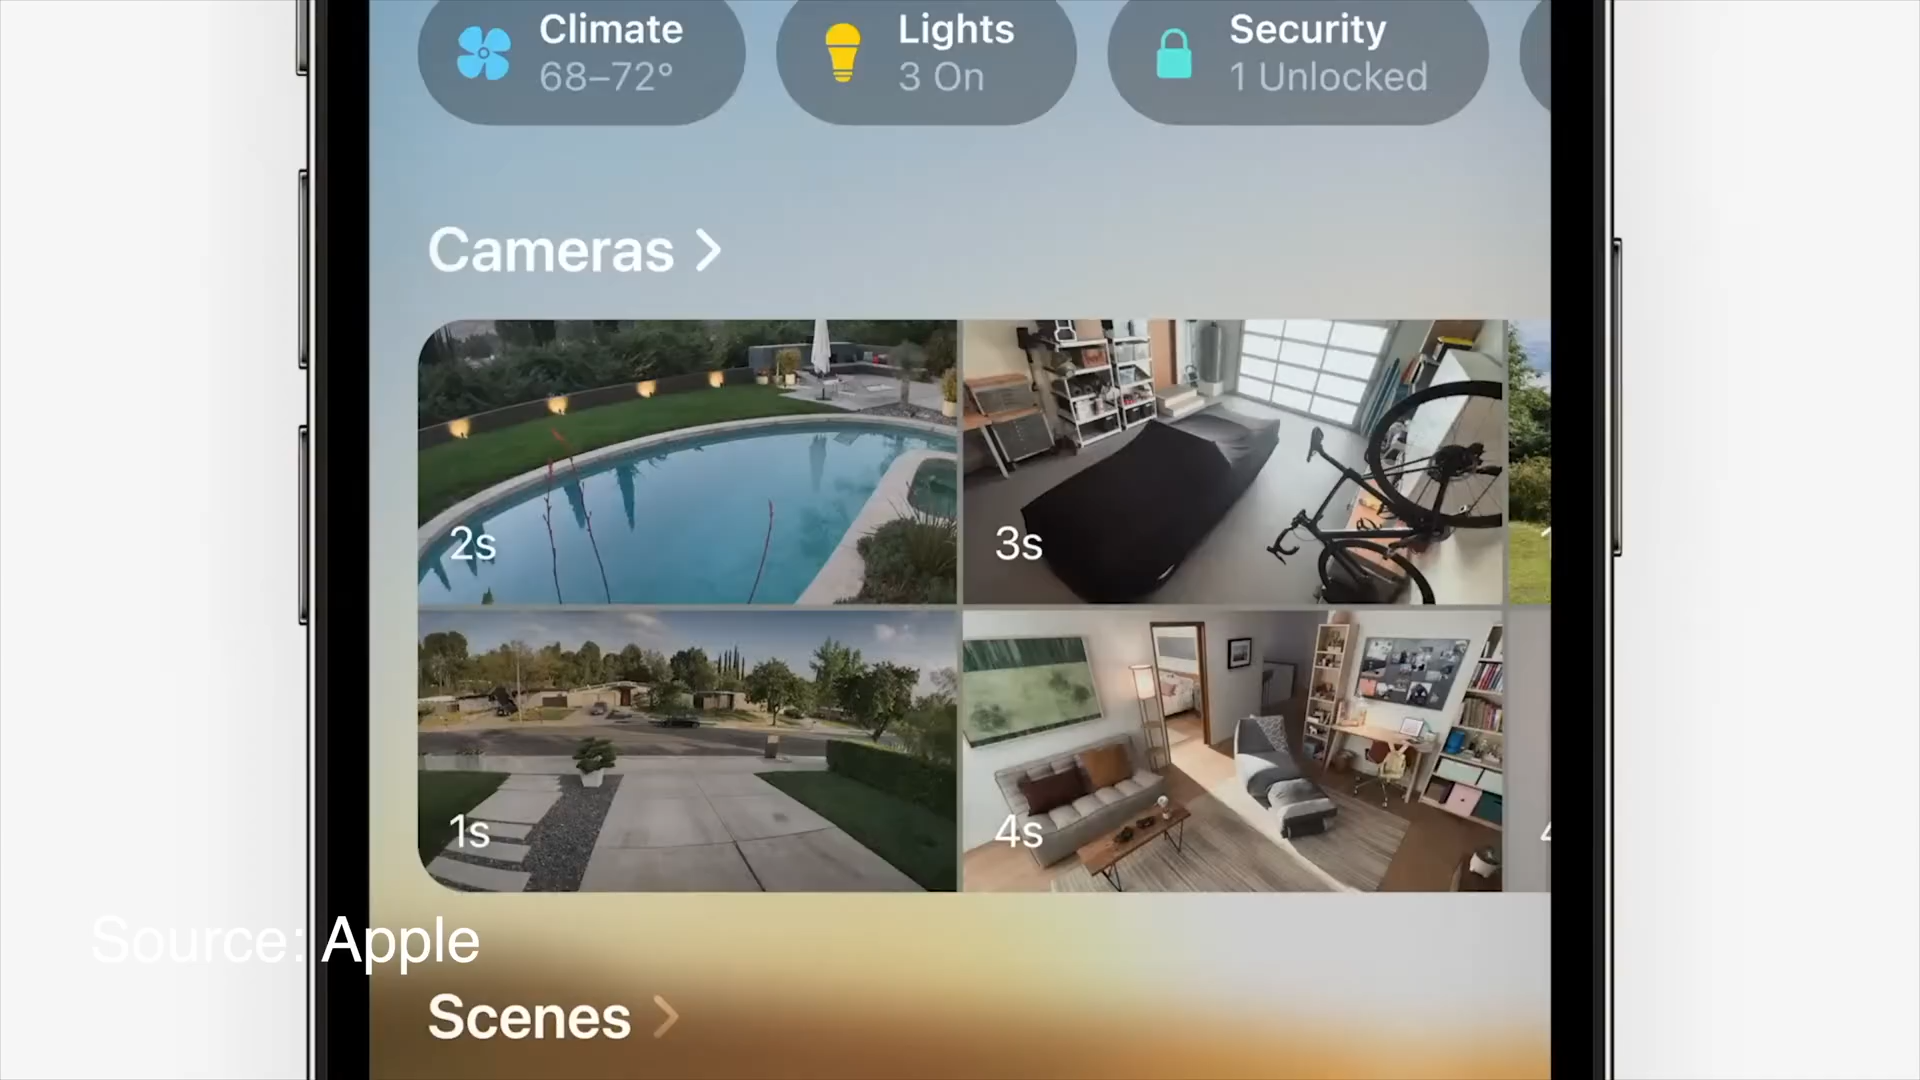 Climate
68–72°
Lights
3 On
Security
1 Unlocked
Cameras
2s
3s
1s
4s
Source: Apple
Scenes